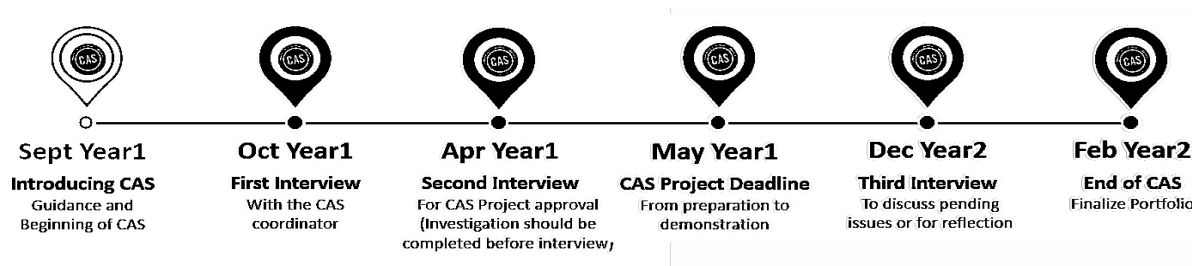 CAS
CAS
CAS
CAS
CAS
CAS
Sept Year1
Introducing CAS
Guidance and
Beginning of CAS
Oct Year1
First Interview
With the CAS
coordinator
Apr Year1
Second Interview
For CAS Project approval
(Investigation should be
completed before interview)
May Year1
CAS Project Deadline
From preparation to
demonstration
Dec Year2
Third Interview
To discuss pending
issues or for reflection
Feb Year2
End of CAS
Finalize Portfolio